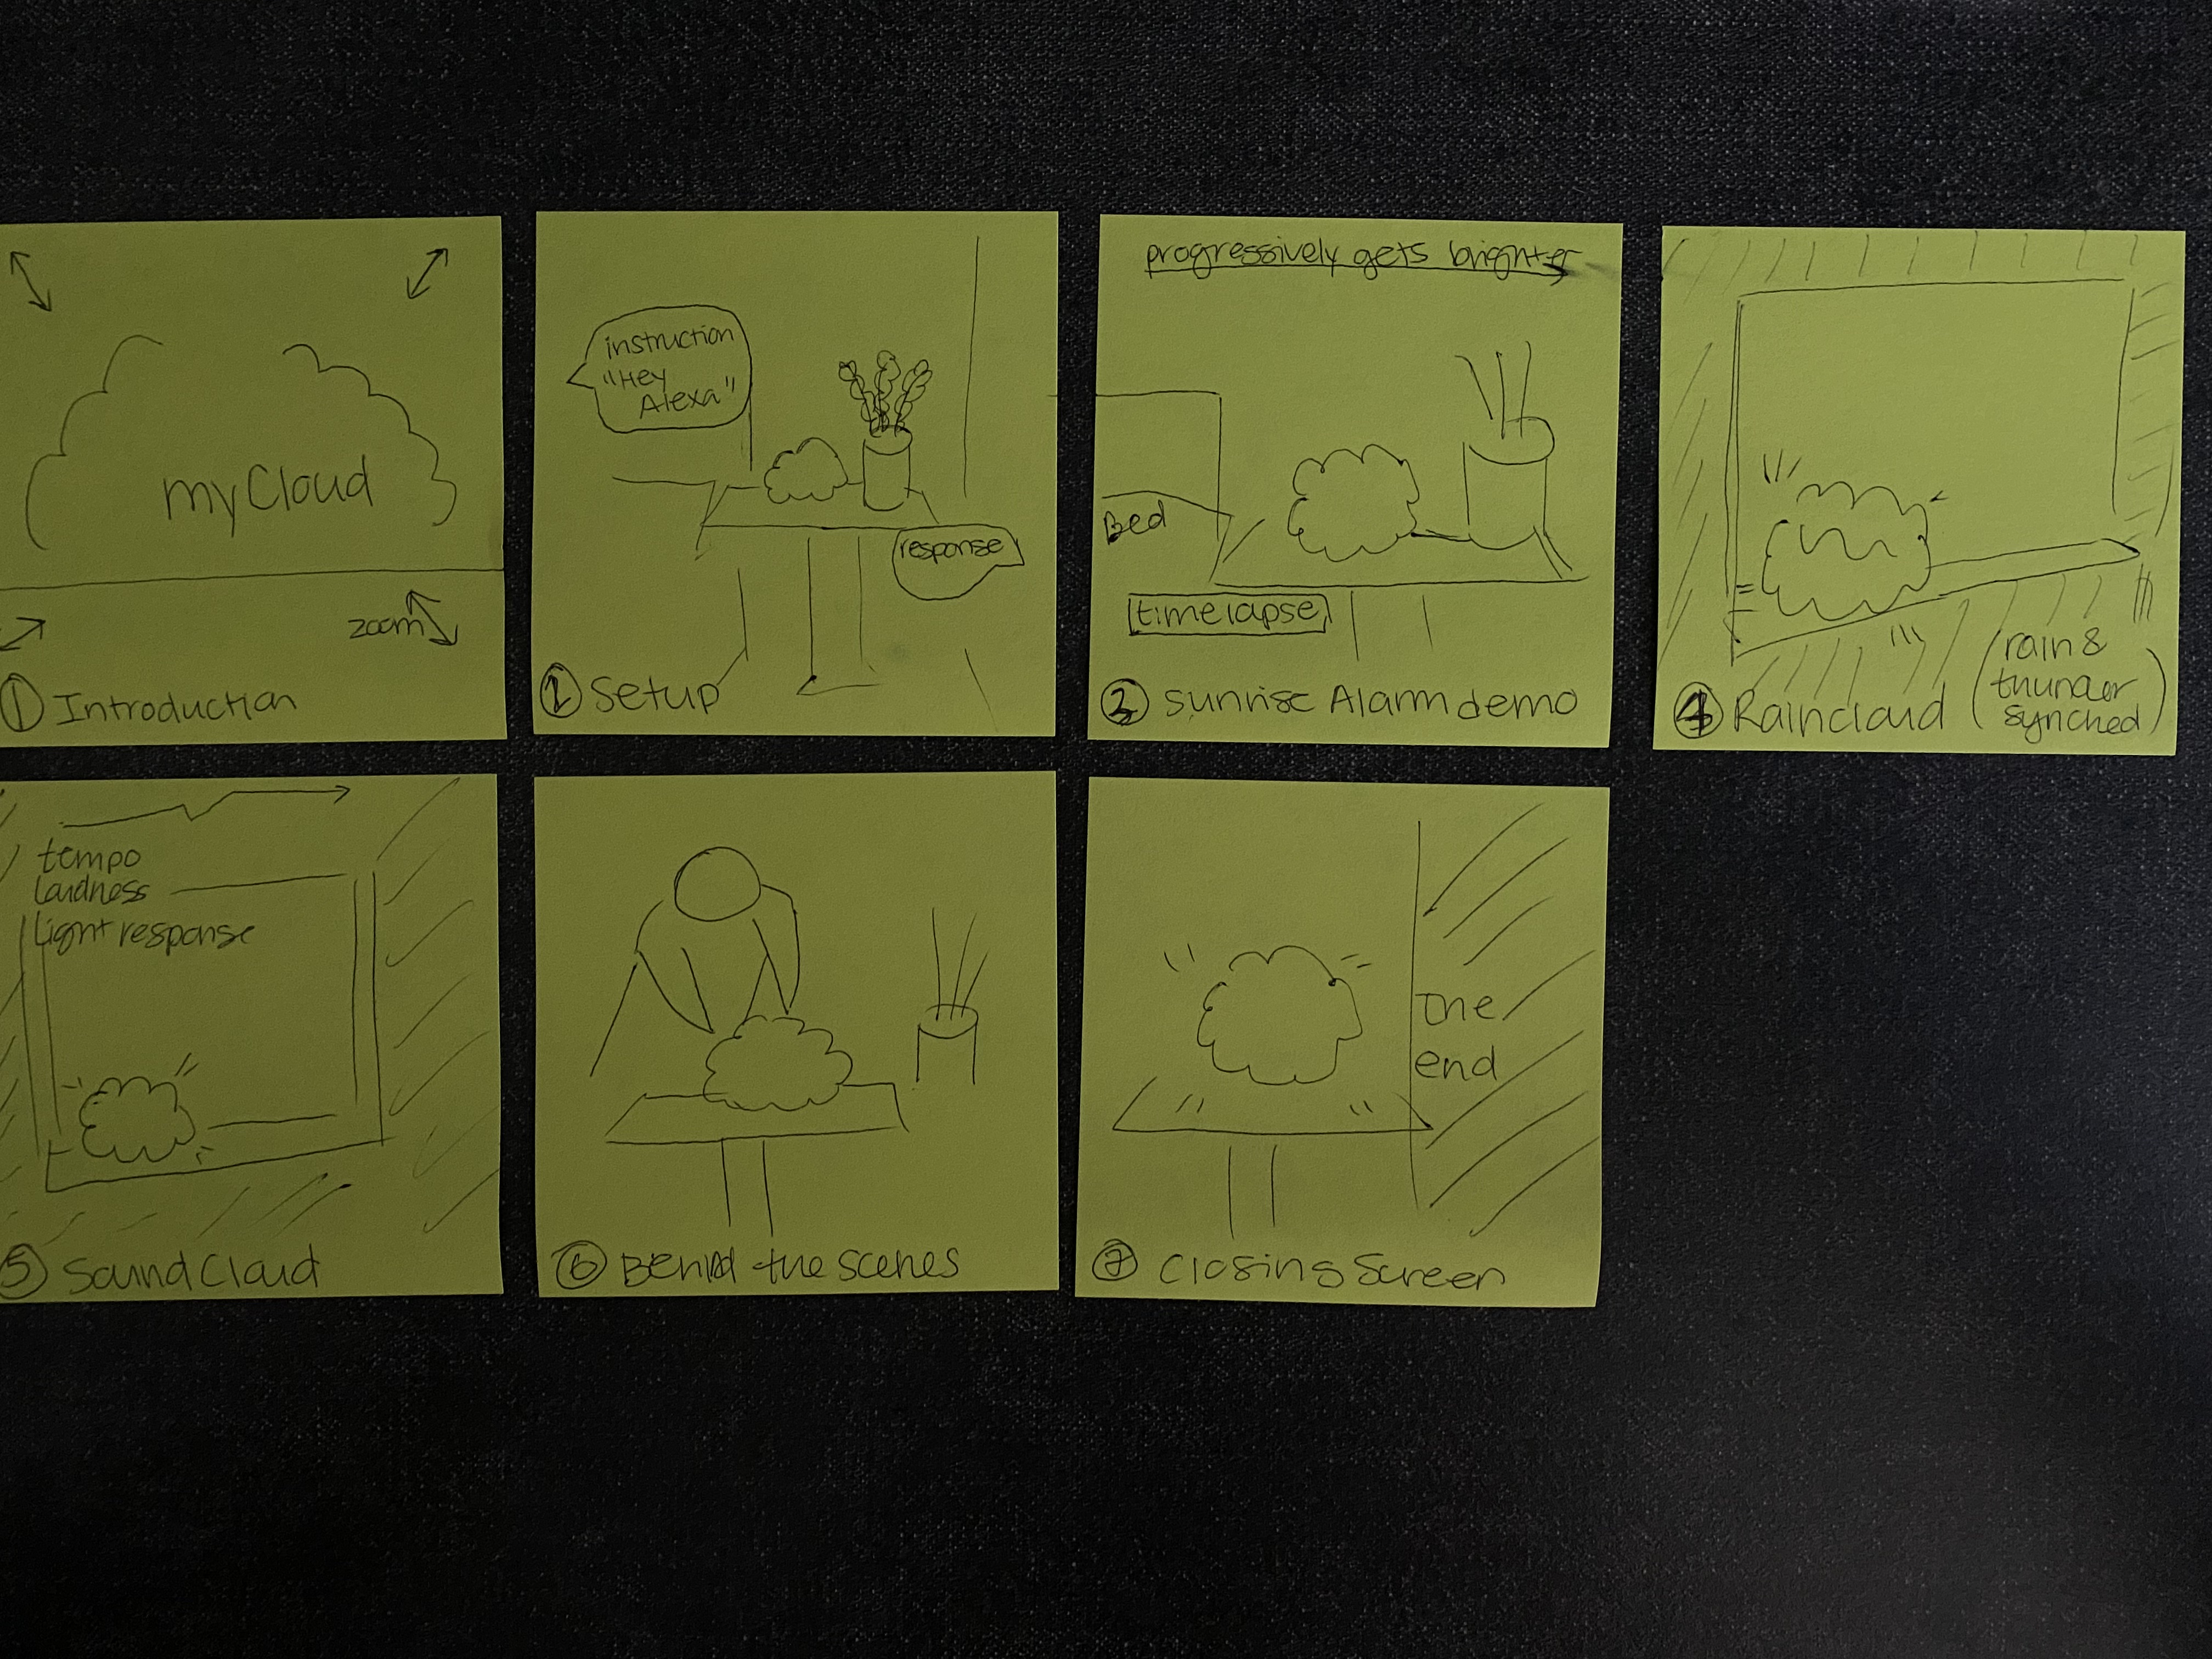 myCloud
zoom
① Introduction
instruction
"Hey
Alexa"
response
② Setup
progressively gets brighter
Bed
timelapse
③ Sunrise Alarm demo
④ Raincloud (rain &
thunder
synched)
tempo
loudness
light response
⑤ Sound Cloud
⑥ Behind the scenes
The
end
⑦ Closing Screen